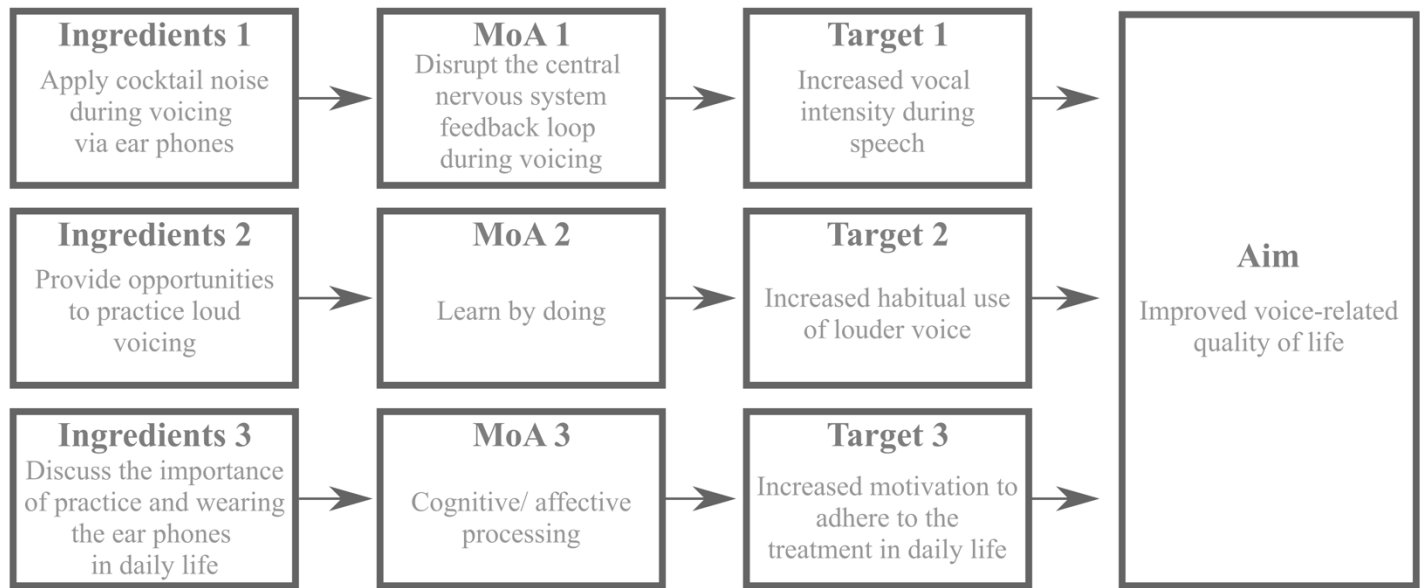 Ingredients 1
Apply cocktail noise
during voicing
via ear phones
MoA 1
Disrupt the central
nervous system
feedback loop
during voicing
Target 1
Increased vocal
intensity during
speech
Ingredients 2
Provide opportunities
to practice loud
voicing
MoA 2
Learn by doing
Target 2
Increased habitual use
of louder voice
Ingredients 3
Discuss the importance
of practice and wearing
the ear phones
in daily life
MoA 3
Cognitive/ affective
processing
Target 3
Increased motivation to
adhere to the
treatment in daily life
Aim
Improved voice-related
quality of life